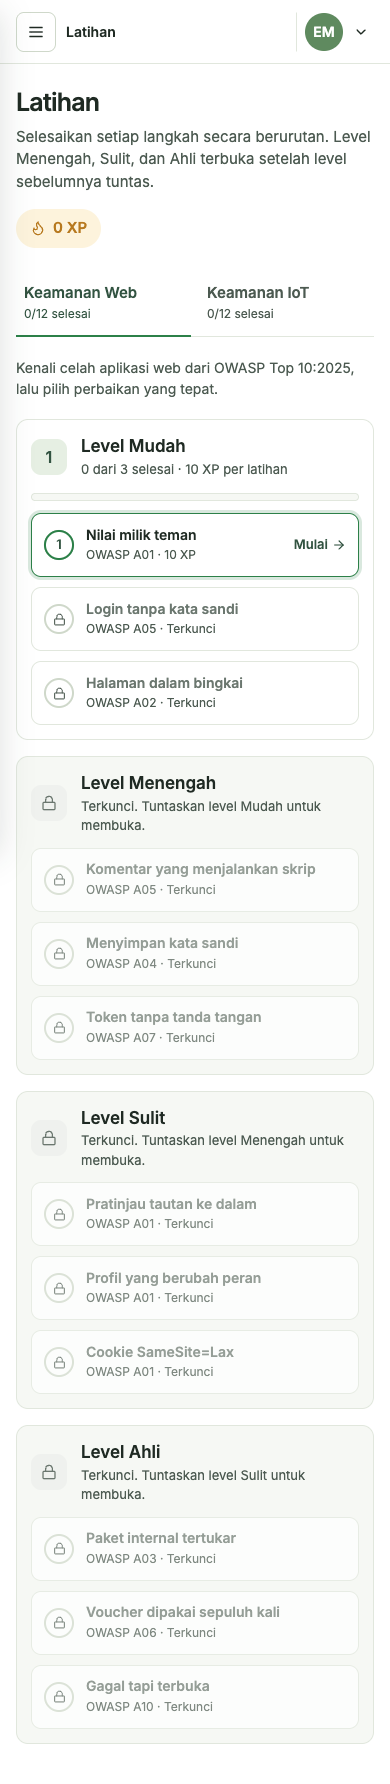 Latihan
EM
Latihan
Selesaikan setiap langkah secara berurutan. Level
Menengah, Sulit, dan Ahli terbuka setelah level
sebelumnya tuntas.
0 XP
Keamanan Web
0/12 selesai
Keamanan IoT
0/12 selesai
Kenali celah aplikasi web dari OWASP Top 10:2025,
lalu pilih perbaikan yang tepat.
1
Level Mudah
0 dari 3 selesai · 10 XP per latihan
1
Nilai milik teman
OWASP A01 · 10 XP
Mulai →
Login tanpa kata sandi
OWASP A05 · Terkunci
Halaman dalam bingkai
OWASP A02 · Terkunci
Level Menengah
Terkunci. Tuntaskan level Mudah untuk
membuka.
Komentar yang menjalankan skrip
OWASP A05 · Terkunci
Menyimpan kata sandi
OWASP A04 · Terkunci
Token tanpa tanda tangan
OWASP A07 · Terkunci
Level Sulit
Terkunci. Tuntaskan level Menengah untuk
membuka.
Pratinjau tautan ke dalam
OWASP A01 · Terkunci
Profil yang berubah peran
OWASP A01 · Terkunci
Cookie SameSite=Lax
OWASP A01 · Terkunci
Level Ahli
Terkunci. Tuntaskan level Sulit untuk
membuka.
Paket internal tertukar
OWASP A03 · Terkunci
Voucher dipakai sepuluh kali
OWASP A06 · Terkunci
Gagal tapi terbuka
OWASP A10 · Terkunci